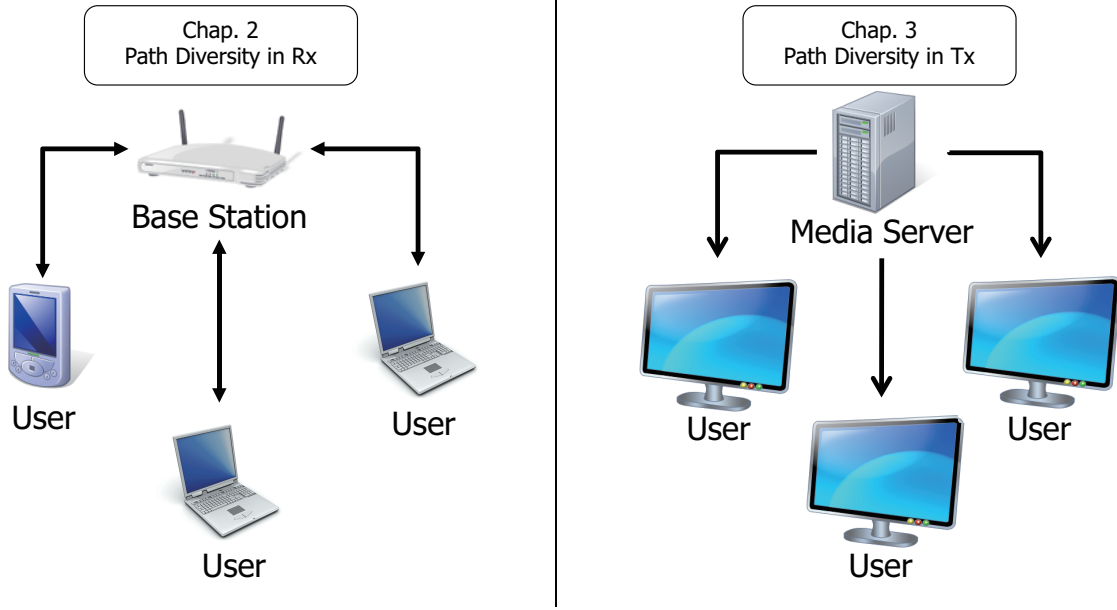 Chap. 2
Path Diversity in Rx
Base Station
User
User
User
Chap. 3
Path Diversity in Tx
Media Server
User
User
User